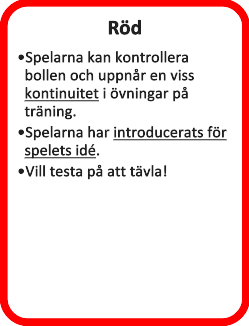 Röd
•Spelarna kan kontrollera
bollen och uppnår en viss
kontinuitet i övningar på
träning.
•Spelarna har introducerats för
spelets idé.
•Vill testa på att tävla!